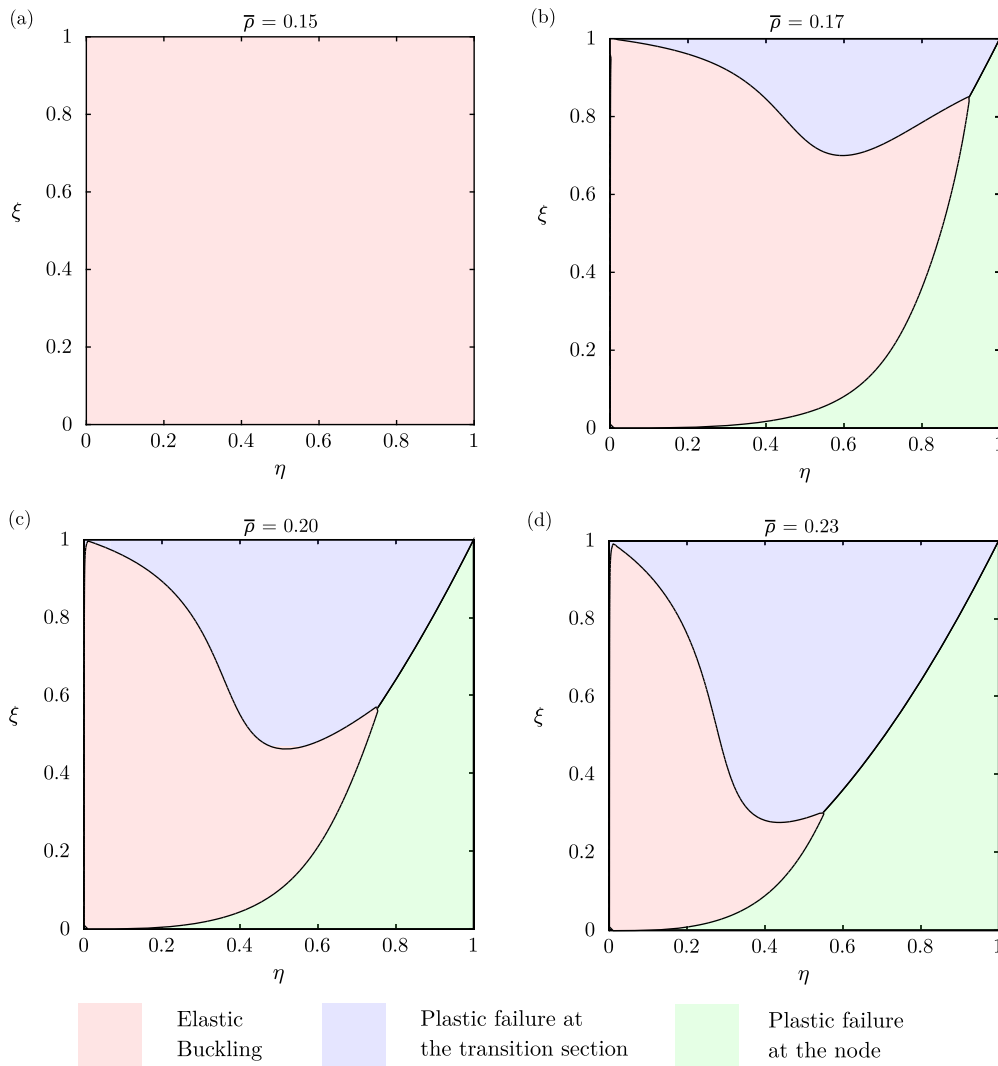 (a)
ρ̅ = 0.15
1
0.8
0.6
ξ
0.4
0.2
0
0 0.2 0.4 0.6 0.8 1
η
(b)
ρ̅ = 0.17
1
0.8
0.6
ξ
0.4
0.2
0
0 0.2 0.4 0.6 0.8 1
η
(c)
ρ̅ = 0.20
1
0.8
0.6
ξ
0.4
0.2
0
0 0.2 0.4 0.6 0.8 1
η
(d)
ρ̅ = 0.23
1
0.8
0.6
ξ
0.4
0.2
0
0 0.2 0.4 0.6 0.8 1
η
Elastic
Buckling
Plastic failure at
the transition section
Plastic failure
at the node